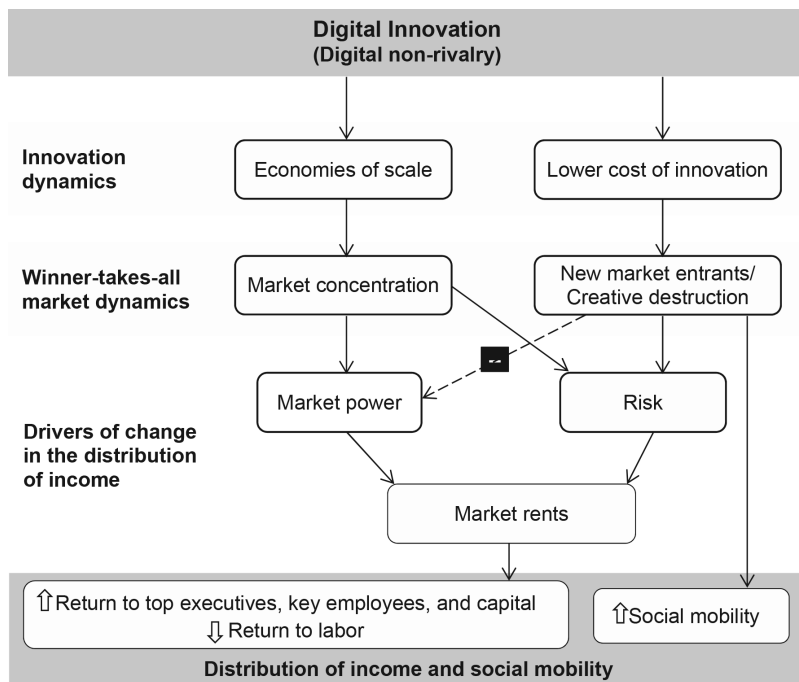 Digital Innovation
(Digital non-rivalry)
Innovation
dynamics
Economies of scale
Lower cost of innovation
Winner-takes-all
market dynamics
Market concentration
New market entrants/
Creative destruction
Market power
Risk
Drivers of change
in the distribution
of income
Market rents
⇧Return to top executives, key employees, and capital
⇩ Return to labor
⇧Social mobility
Distribution of income and social mobility